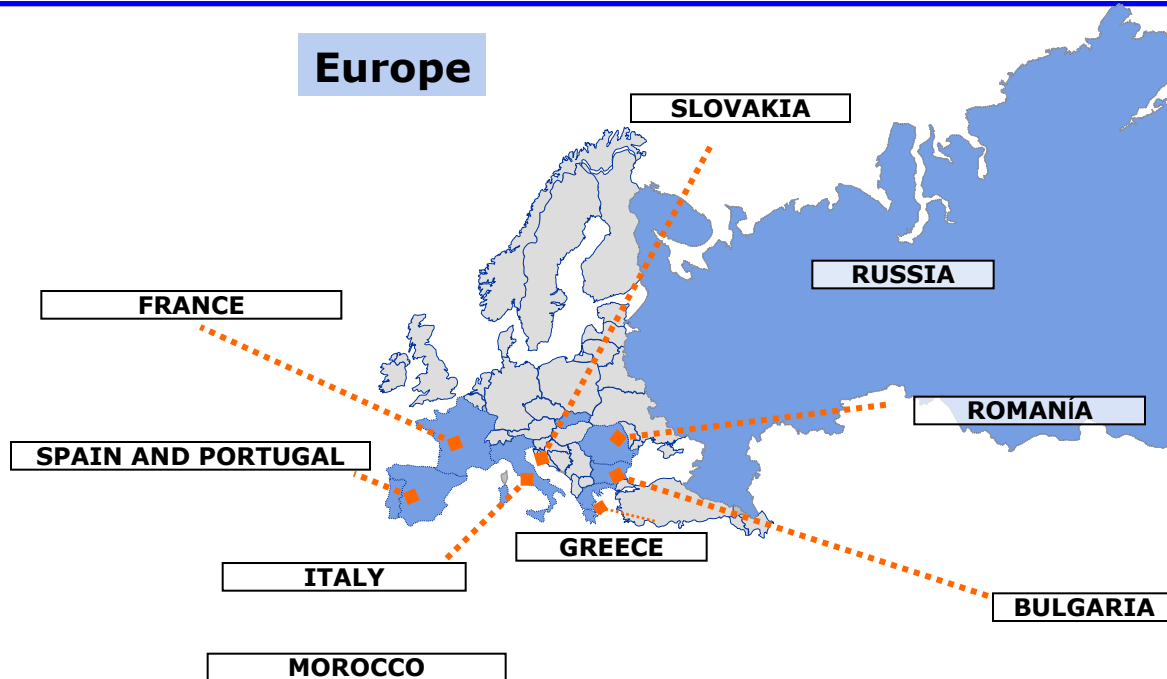 Europe
SLOVAKIA
RUSSIA
FRANCE
ROMANÍA
SPAIN AND PORTUGAL
GREECE
ITALY
BULGARIA
MOROCCO